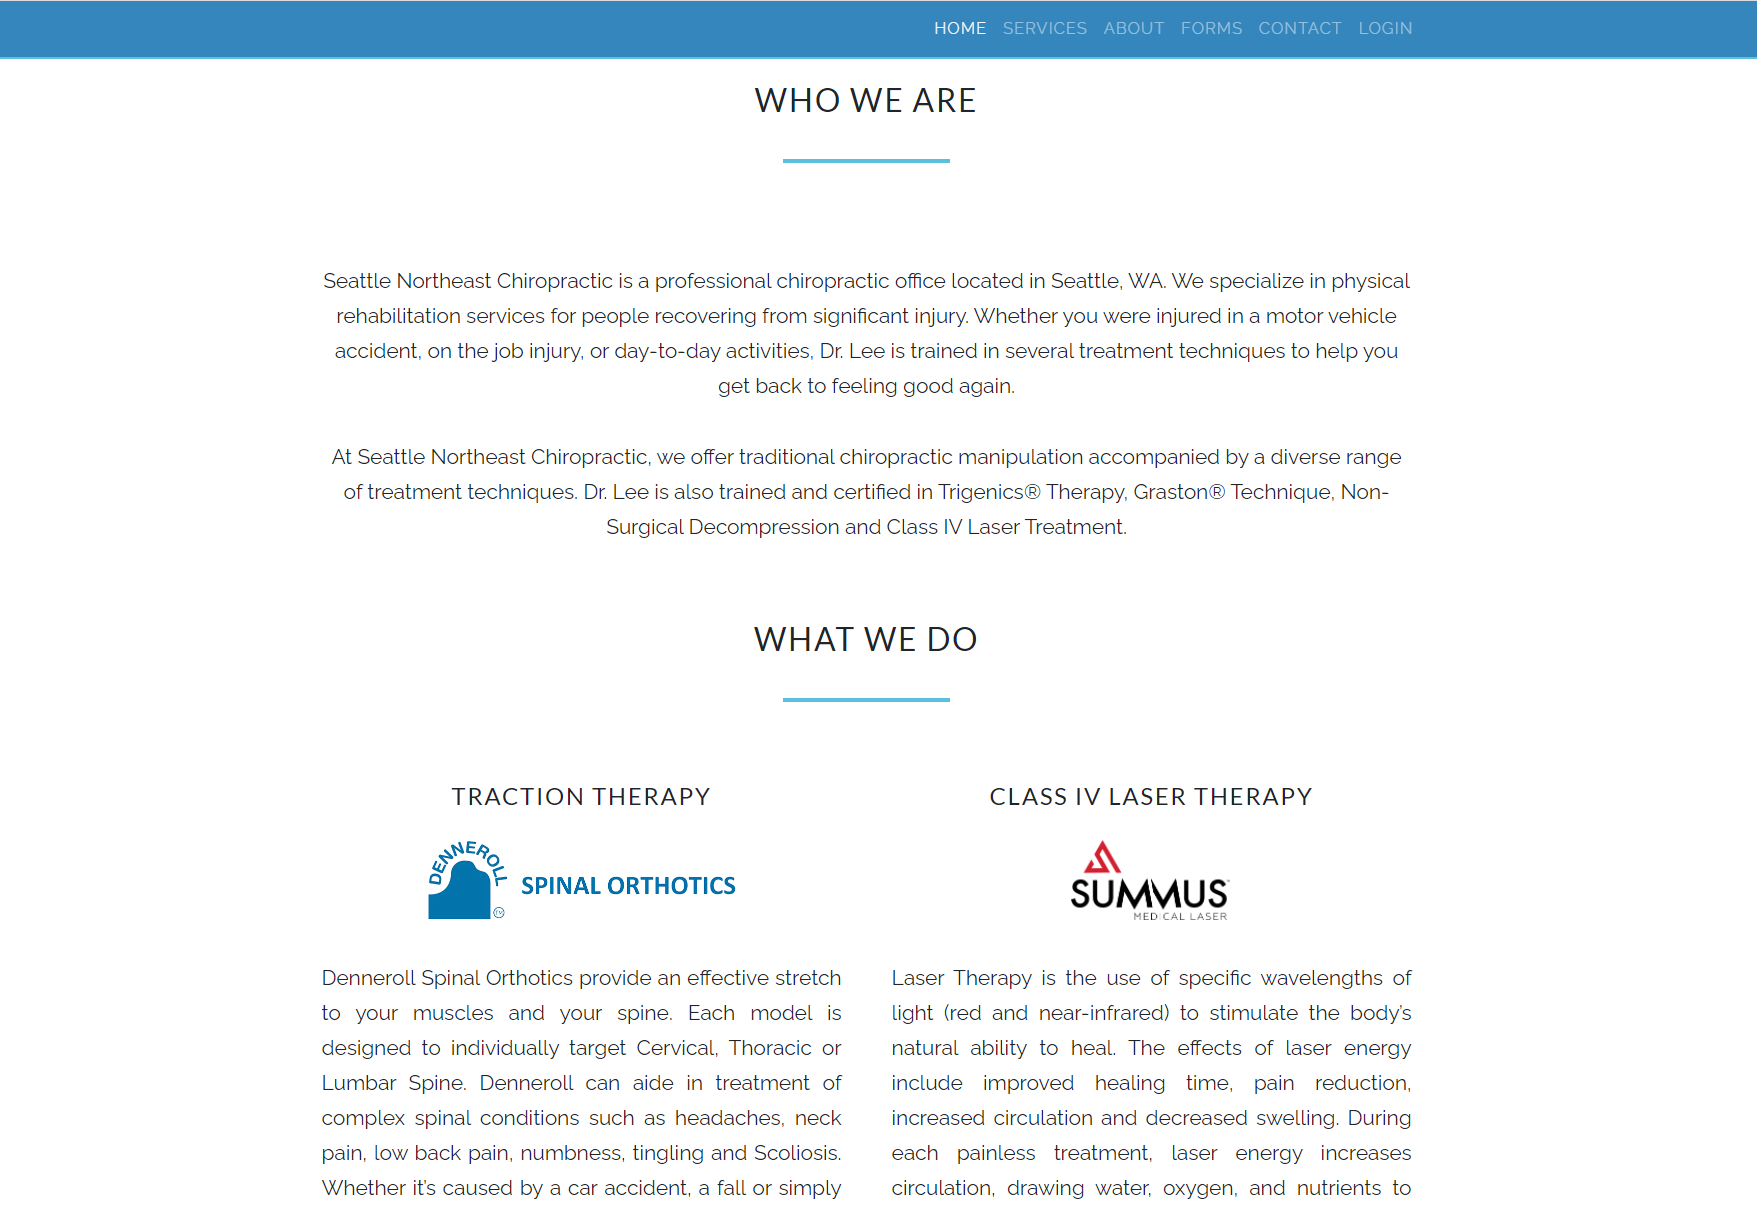 HOME SERVICES ABOUT FORMS CONTACT LOGIN
WHO WE ARE
Seattle Northeast Chiropractic is a professional chiropractic office located in Seattle, WA. We specialize in physical
rehabilitation services for people recovering from significant injury. Whether you were injured in a motor vehicle
accident, on the job injury, or day-to-day activities, Dr. Lee is trained in several treatment techniques to help you
get back to feeling good again.
At Seattle Northeast Chiropractic, we offer traditional chiropractic manipulation accompanied by a diverse range
of treatment techniques. Dr. Lee is also trained and certified in Trigenics® Therapy, Graston® Technique, Non-
Surgical Decompression and Class IV Laser Treatment.
WHAT WE DO
TRACTION THERAPY
DENNEROLL
SPINAL ORTHOTICS
TM
Denneroll Spinal Orthotics provide an effective stretch
to your muscles and your spine. Each model is
designed to individually target Cervical, Thoracic or
Lumbar Spine. Denneroll can aide in treatment of
complex spinal conditions such as headaches, neck
pain, low back pain, numbness, tingling and Scoliosis.
Whether it's caused by a car accident, a fall or simply
CLASS IV LASER THERAPY
SUMMUS
MEDICAL LASER
Laser Therapy is the use of specific wavelengths of
light (red and near-infrared) to stimulate the body's
natural ability to heal. The effects of laser energy
include improved healing time, pain reduction,
increased circulation and decreased swelling. During
each painless treatment, laser energy increases
circulation, drawing water, oxygen, and nutrients to